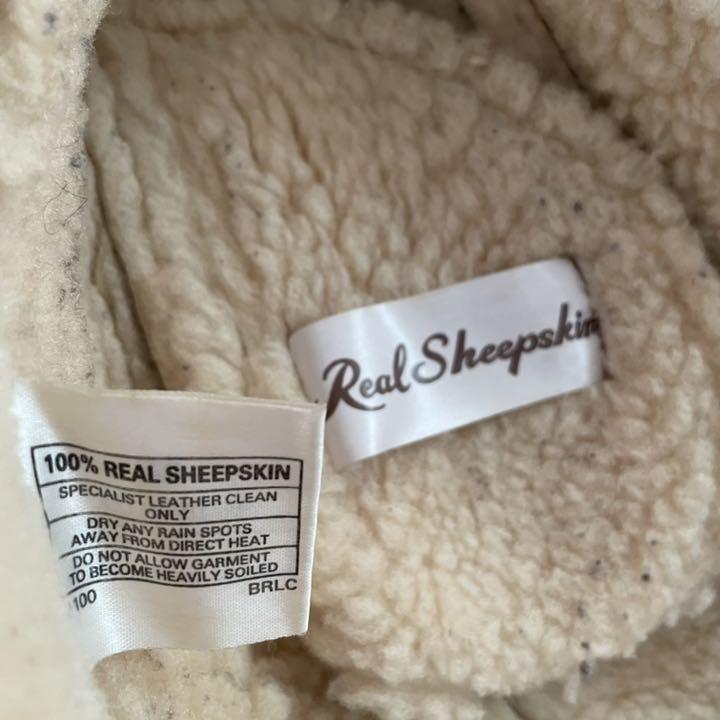 Real Sheepskin
100% REAL SHEEPSKIN
SPECIALIST LEATHER CLEAN
ONLY
DRY ANY RAIN SPOTS
AWAY FROM DIRECT HEAT
DO NOT ALLOW GARMENT
TO BECOME HEAVILY SOILED
100 BRLC